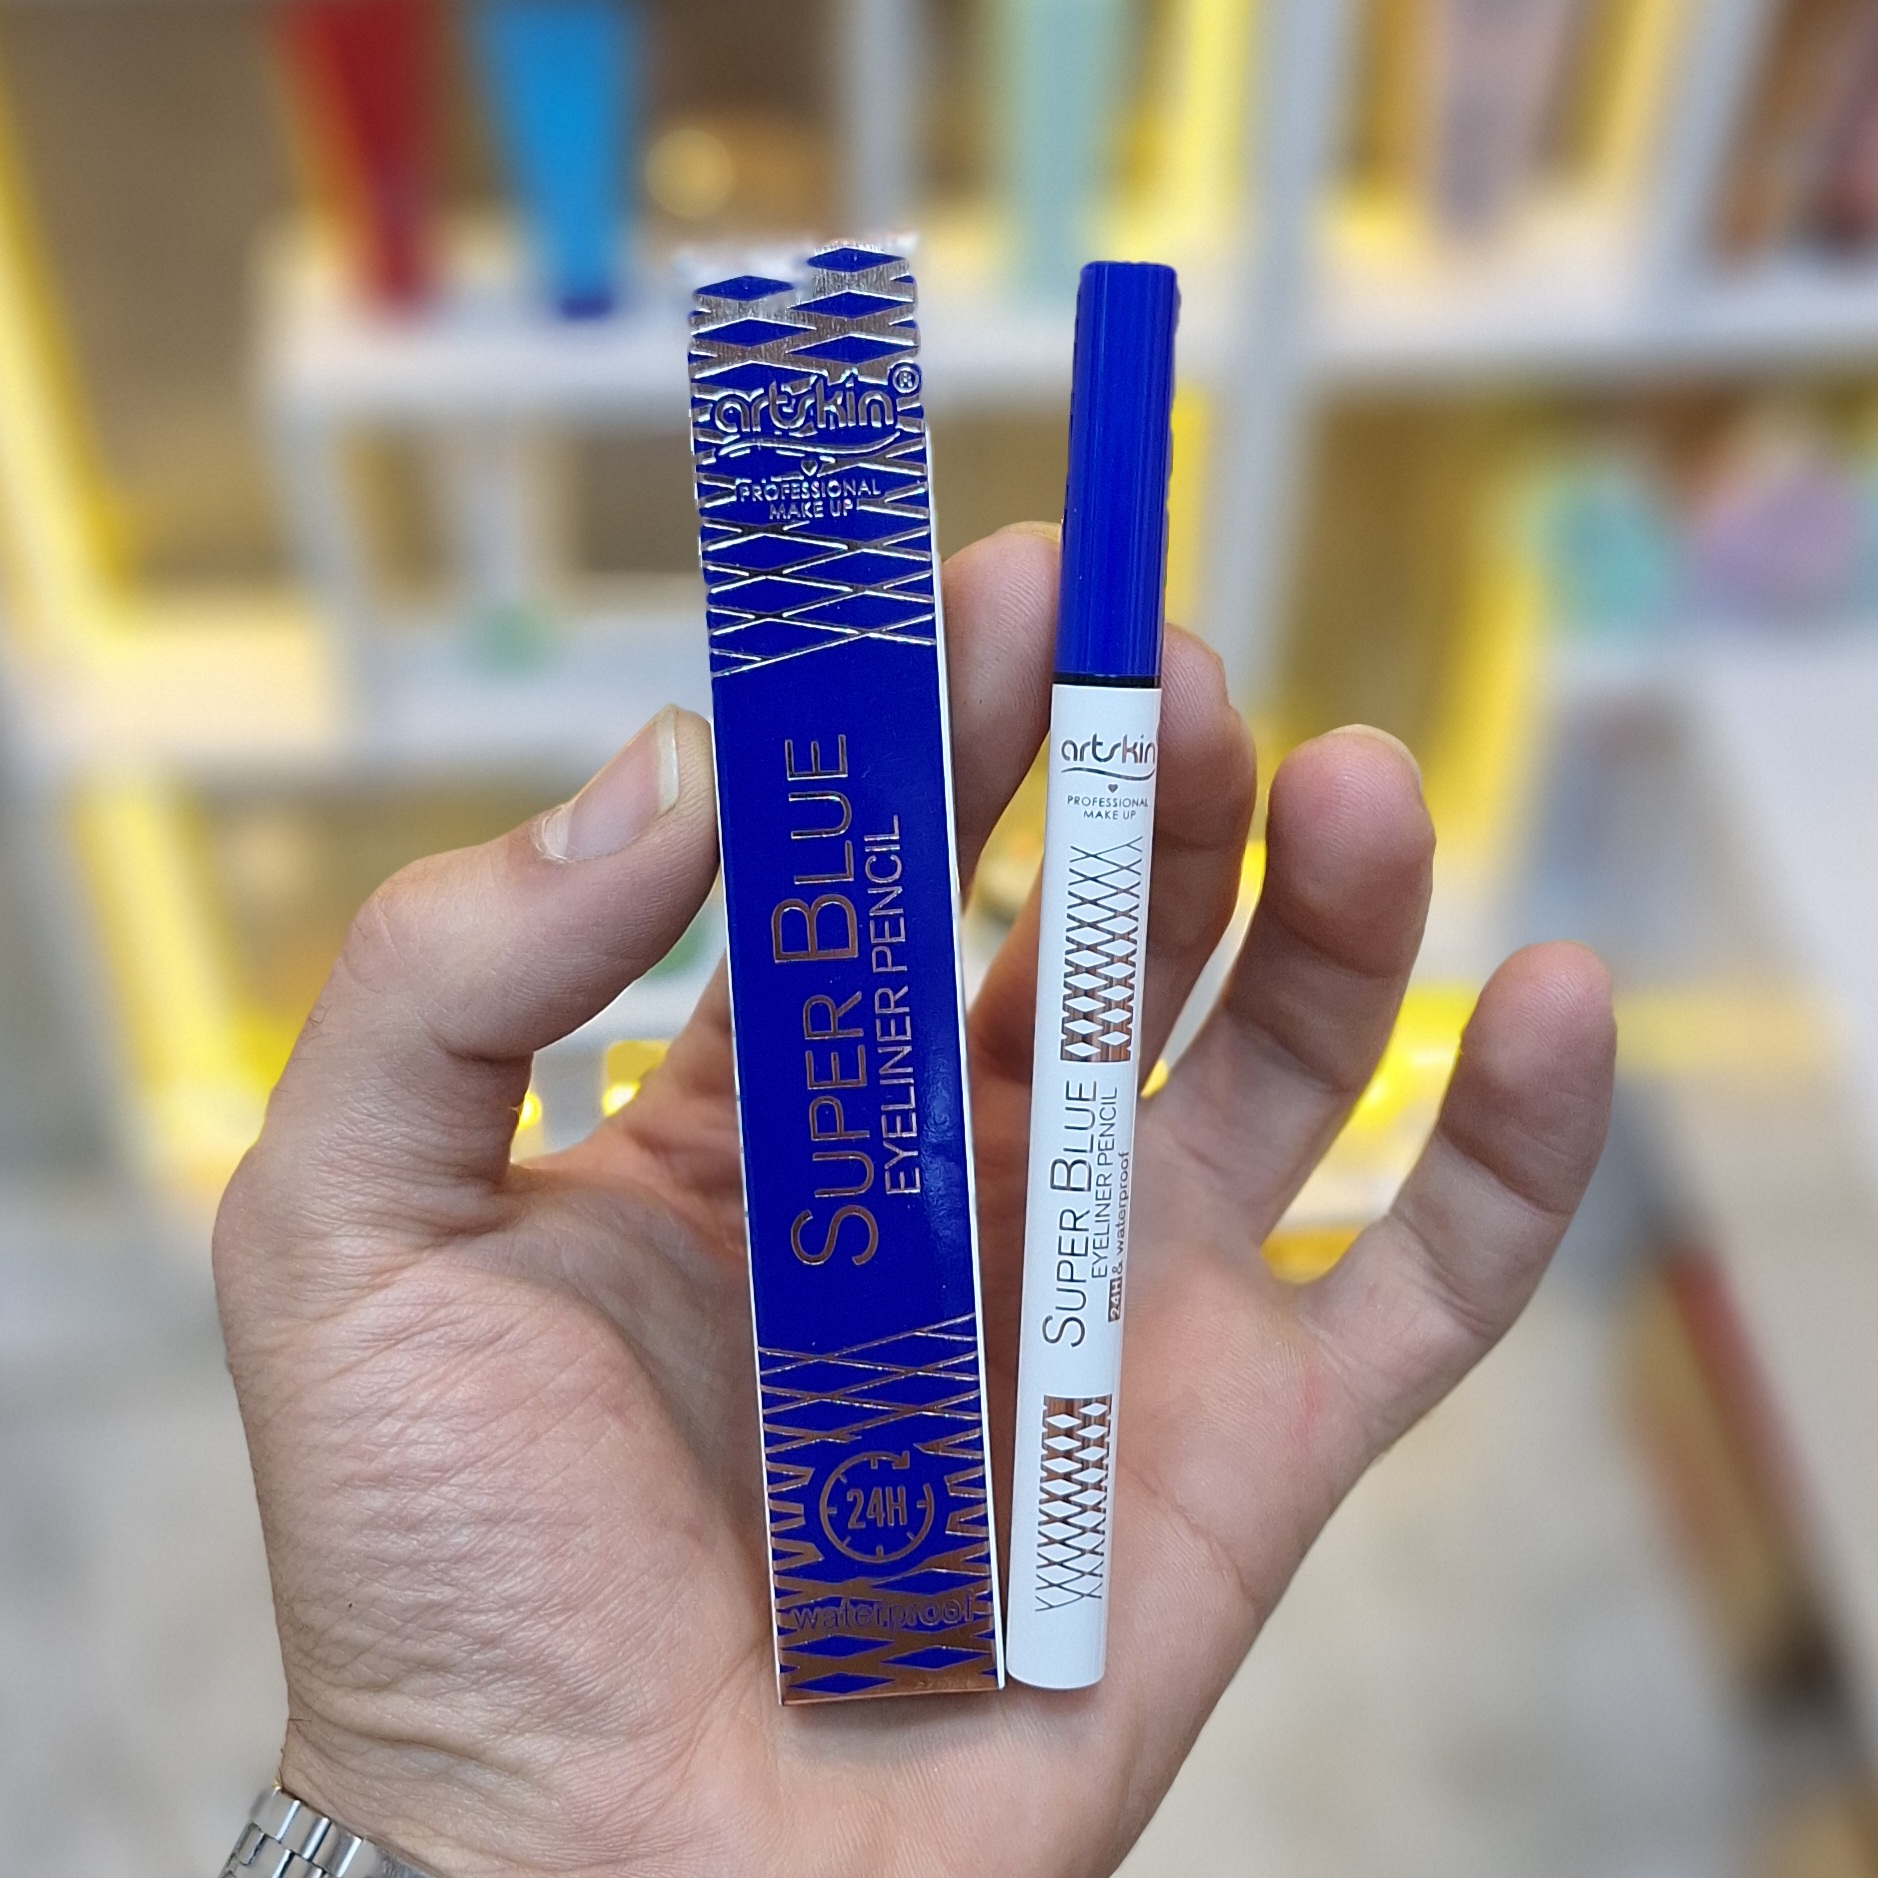 artskin®
PROFESSIONAL
MAKE UP
SUPER BLUE
EYELINER PENCIL
24H
waterproof
artskin
PROFESSIONAL
MAKE UP
SUPER BLUE
EYELINER PENCIL
24H & waterproof